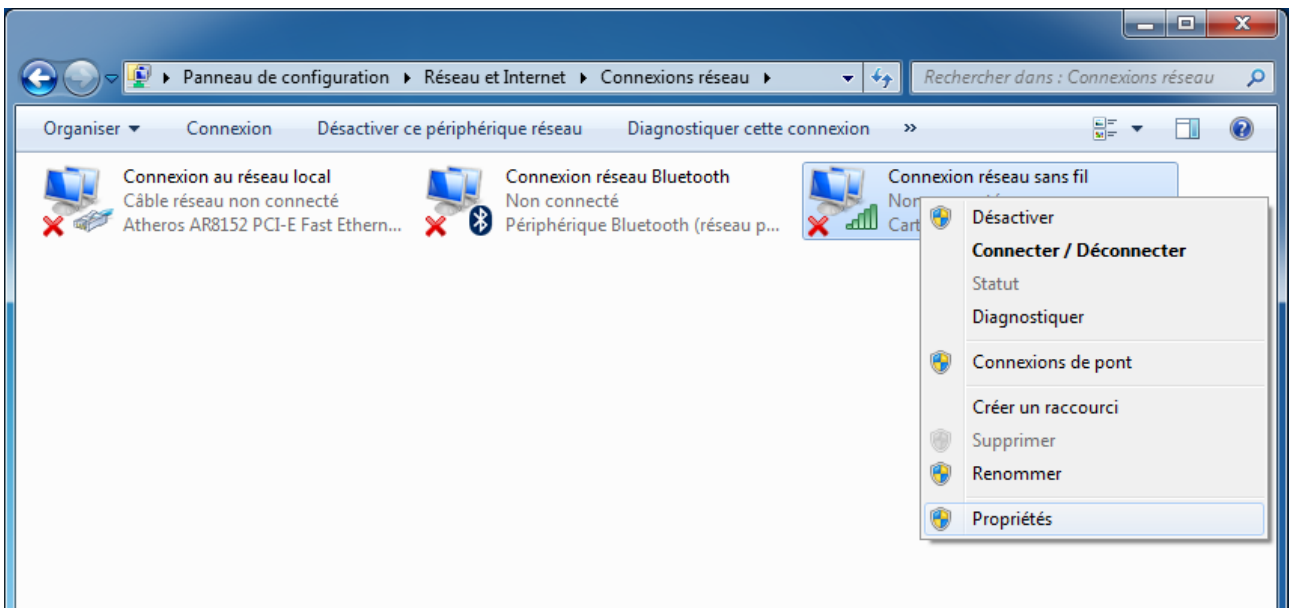 Panneau de configuration Réseau et Internet Connexions réseau
Rechercher dans : Connexions réseau
Organiser Connexion Désactiver ce périphérique réseau Diagnostiquer cette connexion »
Connexion au réseau local
Câble réseau non connecté
Atheros AR8152 PCI-E Fast Ethern...
Connexion réseau Bluetooth
Non connecté
Périphérique Bluetooth (réseau p...
Connexion réseau sans fil
Désactiver
Connecter / Déconnecter
Statut
Diagnostiquer
Connexions de pont
Créer un raccourci
Supprimer
Renommer
Propriétés